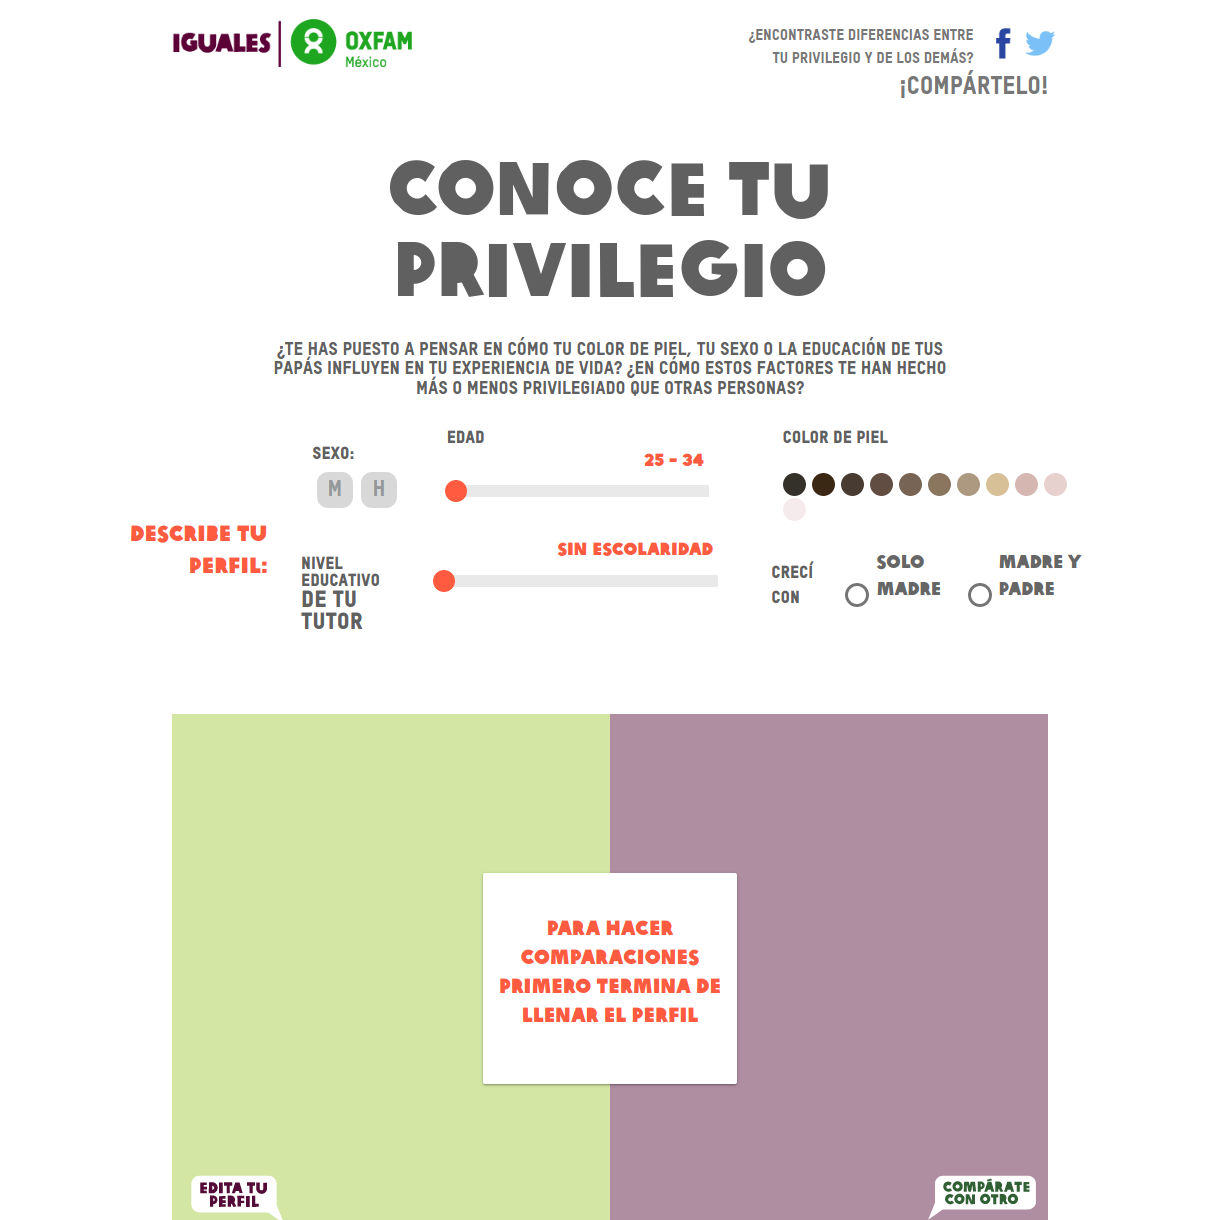 IGUALES
OXFAM
México
¿ENCONTRASTE DIFERENCIAS ENTRE
TU PRIVILEGIO Y DE LOS DEMÁS?
¡COMPÁRTELO!
CONOCE TU
PRIVILEGIO
¿TE HAS PUESTO A PENSAR EN CÓMO TU COLOR DE PIEL, TU SEXO O LA EDUCACIÓN DE TUS
PAPÁS INFLUYEN EN TU EXPERIENCIA DE VIDA? ¿EN CÓMO ESTOS FACTORES TE HAN HECHO
MÁS O MENOS PRIVILEGIADO QUE OTRAS PERSONAS?
DESCRIBE TU
PERFIL:
SEXO:
M H
EDAD
25 - 34
COLOR DE PIEL
NIVEL
EDUCATIVO
DE TU
TUTOR
SIN ESCOLARIDAD
CRECÍ
CON
SOLO
MADRE
MADRE Y
PADRE
PARA HACER
COMPARACIONES
PRIMERO TERMINA DE
LLENAR EL PERFIL
EDITA TU
PERFIL
COMPÁRATE
CON OTRO